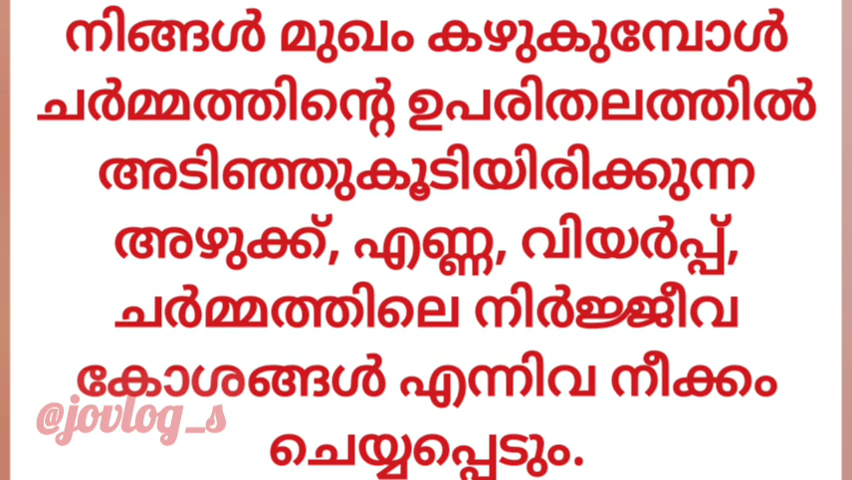 നിങ്ങൾ മുഖം കഴുകുമ്പോൾ
ചർമ്മത്തിന്റെ ഉപരിതലത്തിൽ
അടിഞ്ഞുകൂടിയിരിക്കുന്ന
അഴുക്ക്, എണ്ണ, വിയർപ്പ്,
ചർമ്മത്തിലെ നിർജ്ജീവ
കോശങ്ങൾ എന്നിവ നീക്കം
@jovlog_s
ചെയ്യപ്പെടും.